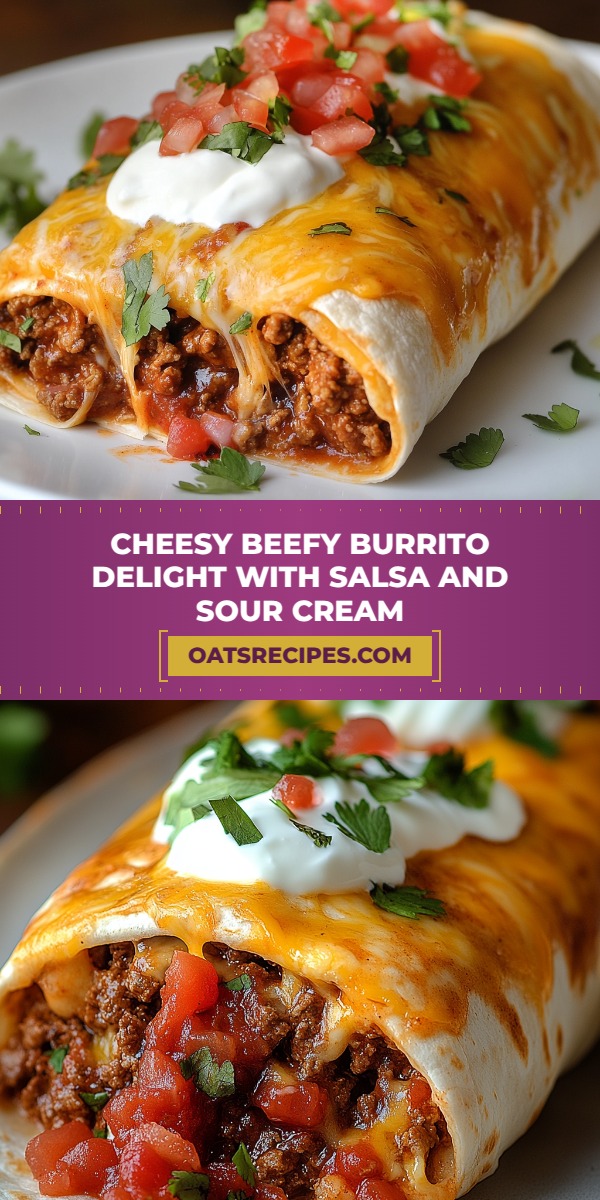 CHEESY BEEFY BURRITO
DELIGHT WITH SALSA AND
SOUR CREAM
OATSRECIPES.COM